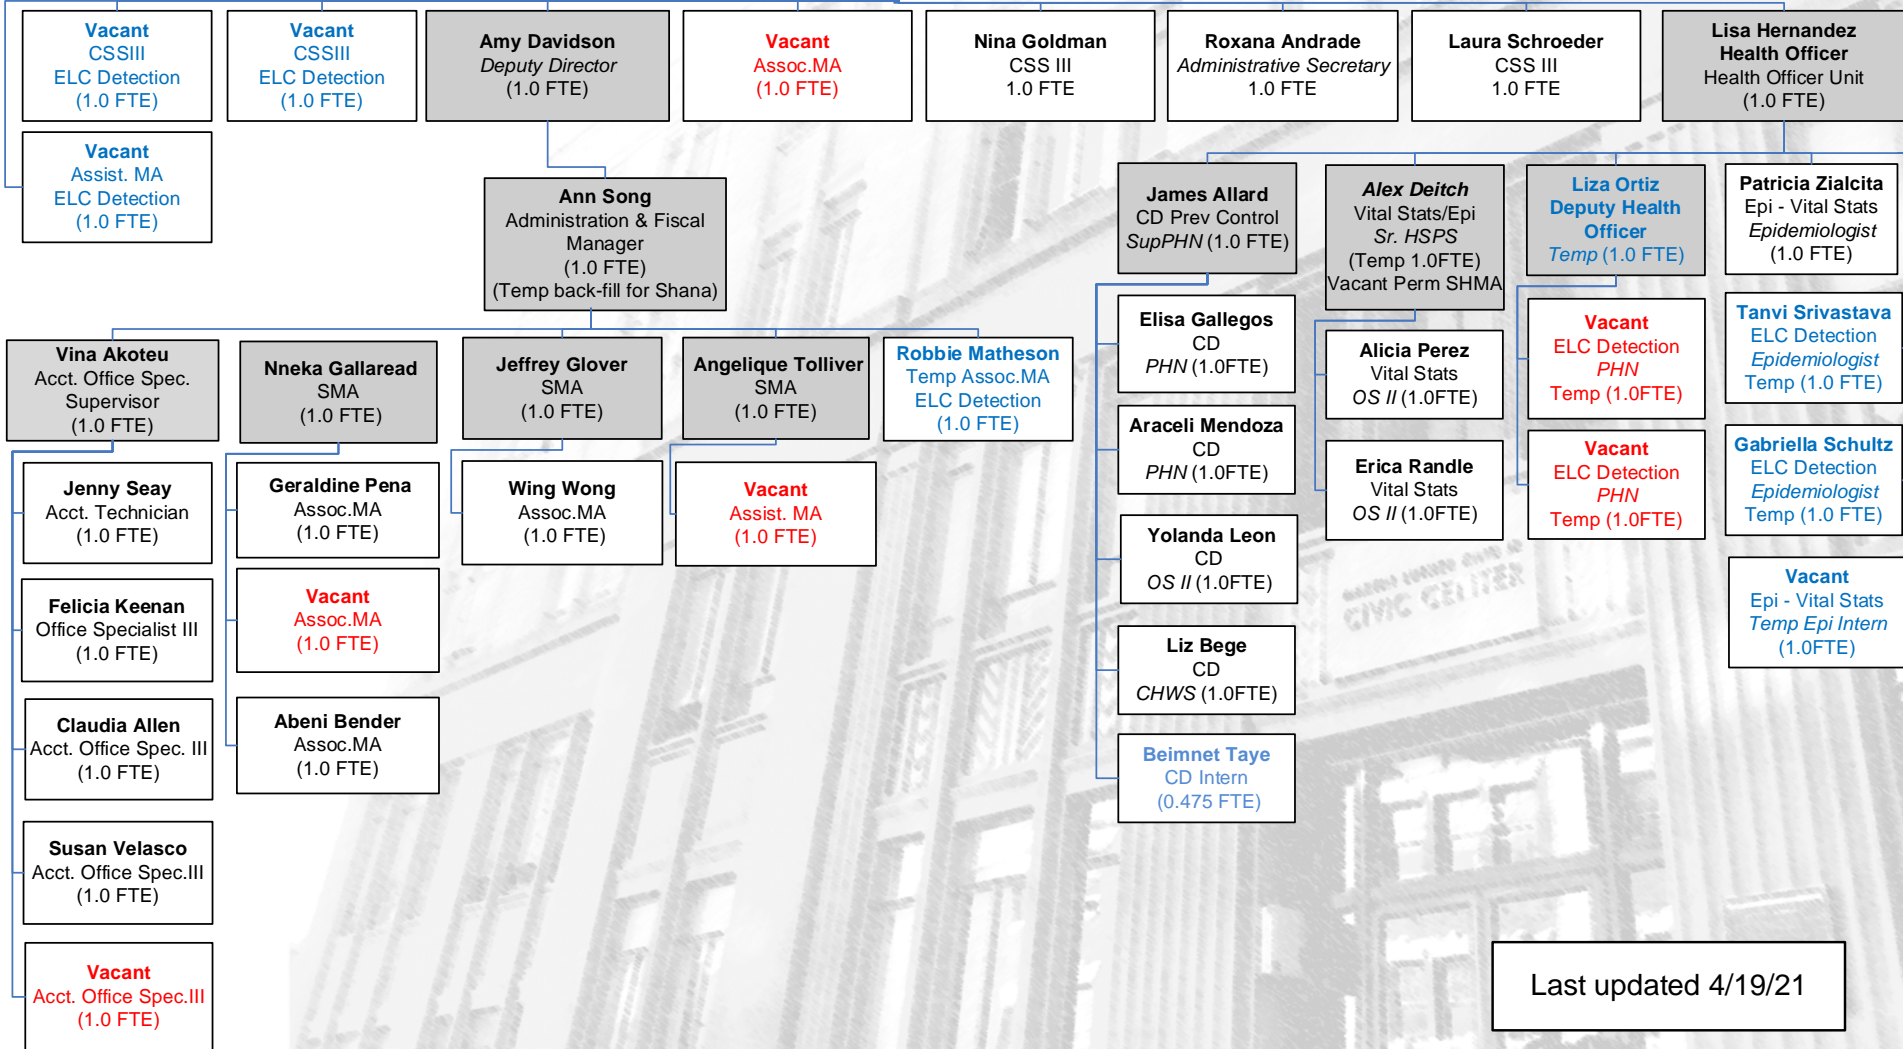 Vacant
CSSIII
ELC Detection
(1.0 FTE)
Vacant
CSSIII
ELC Detection
(1.0 FTE)
Amy Davidson
Deputy Director
(1.0 FTE)
Vacant
Assoc.MA
(1.0 FTE)
Nina Goldman
CSS III
1.0 FTE
Roxana Andrade
Administrative Secretary
1.0 FTE
Laura Schroeder
CSS III
1.0 FTE
Lisa Hernandez
Health Officer
Health Officer Unit
(1.0 FTE)
Vacant
Assist. MA
ELC Detection
(1.0 FTE)
Ann Song
Administration & Fiscal
Manager
(1.0 FTE)
(Temp back-fill for Shana)
James Allard
CD Prev Control
SupPHN (1.0 FTE)
Alex Deitch
Vital Stats/Epi
Sr. HSPS
(Temp 1.0FTE)
Vacant Perm SHMA
Liza Ortiz
Deputy Health
Officer
Temp (1.0 FTE)
Patricia Zialcita
Epi - Vital Stats
Epidemiologist
(1.0 FTE)
Vina Akoteu
Acct. Office Spec.
Supervisor
(1.0 FTE)
Nneka Gallaread
SMA
(1.0 FTE)
Jeffrey Glover
SMA
(1.0 FTE)
Angelique Tolliver
SMA
(1.0 FTE)
Robbie Matheson
Temp Assoc.MA
ELC Detection
(1.0 FTE)
Elisa Gallegos
CD
PHN (1.0FTE)
Alicia Perez
Vital Stats
OS II (1.0FTE)
Vacant
ELC Detection
PHN
Temp (1.0FTE)
Tanvi Srivastava
ELC Detection
Epidemiologist
Temp (1.0 FTE)
Jenny Seay
Acct. Technician
(1.0 FTE)
Geraldine Pena
Assoc.MA
(1.0 FTE)
Wing Wong
Assoc.MA
(1.0 FTE)
Vacant
Assist. MA
(1.0 FTE)
Araceli Mendoza
CD
PHN (1.0FTE)
Erica Randle
Vital Stats
OS II (1.0FTE)
Vacant
ELC Detection
PHN
Temp (1.0FTE)
Gabriella Schultz
ELC Detection
Epidemiologist
Temp (1.0 FTE)
Felicia Keenan
Office Specialist III
(1.0 FTE)
Vacant
Assoc.MA
(1.0 FTE)
Yolanda Leon
CD
OS II (1.0FTE)
Vacant
Epi - Vital Stats
Temp Epi Intern
(1.0FTE)
CIVIC CENTER
Claudia Allen
Acct. Office Spec. III
(1.0 FTE)
Abeni Bender
Assoc.MA
(1.0 FTE)
Liz Bege
CD
CHWS (1.0FTE)
Susan Velasco
Acct. Office Spec.III
(1.0 FTE)
Beimnet Taye
CD Intern
(0.475 FTE)
Vacant
Acct. Office Spec.III
(1.0 FTE)
Last updated 4/19/21